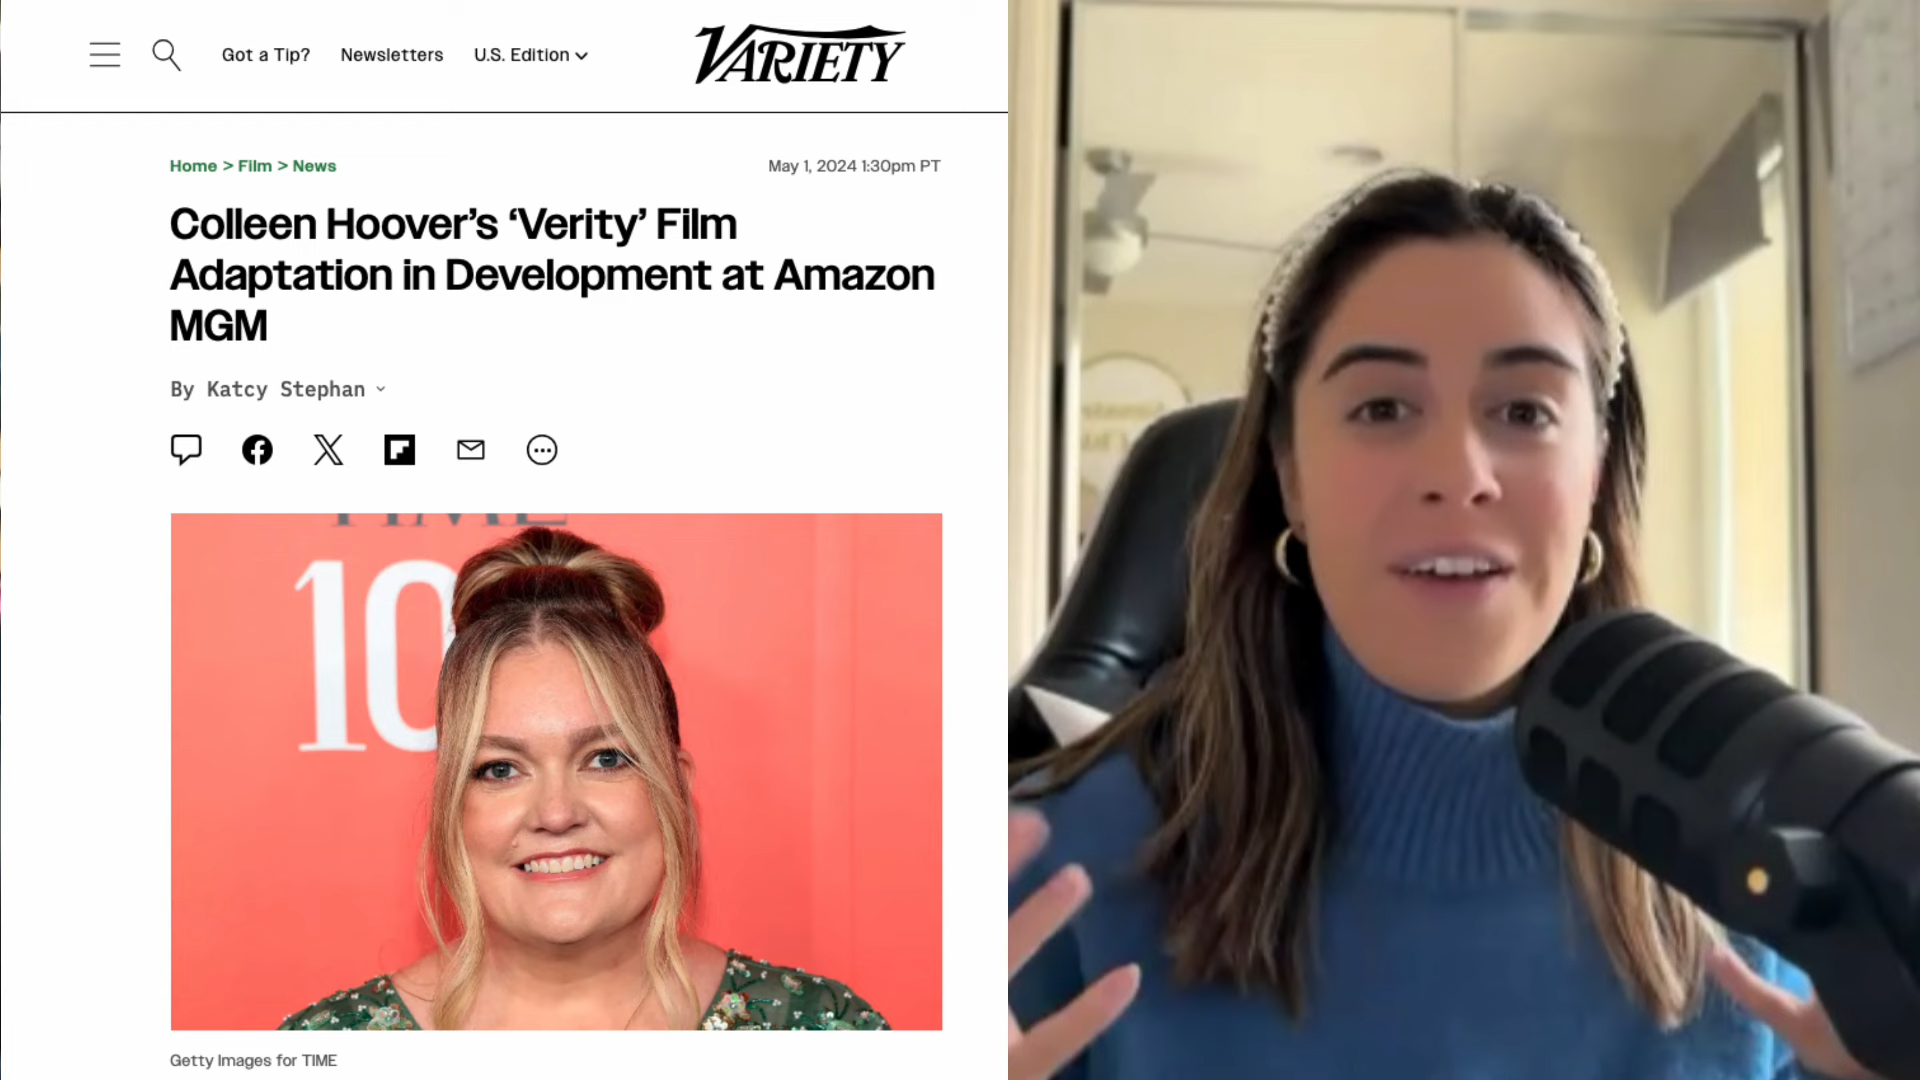 Got a Tip? Newsletters U.S. Edition VARIETY
Home > Film > News May 1, 2024 1:30pm PT
Colleen Hoover’s ‘Verity’ Film
Adaptation in Development at Amazon
MGM
By Katcy Stephan
TIME
10
Getty Images for TIME